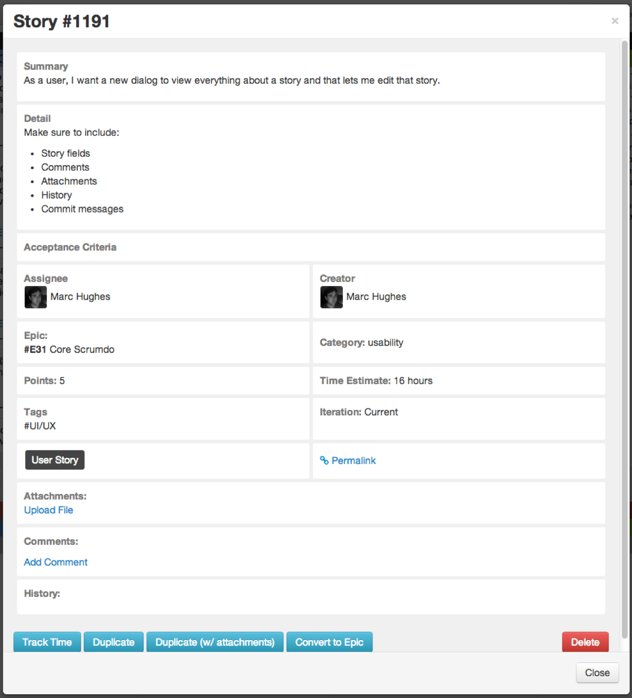 Story #1191
×
Summary
As a user, I want a new dialog to view everything about a story and that lets me edit that story.
Detail
Make sure to include:
• Story fields
• Comments
• Attachments
• History
• Commit messages
Acceptance Criteria
Assignee
Marc Hughes
Creator
Marc Hughes
Epic:
#E31 Core Scrumdo
Category: usability
Points: 5
Time Estimate: 16 hours
Tags
#UI/UX
Iteration: Current
User Story
Permalink
Attachments:
Upload File
Comments:
Add Comment
History:
Track Time
Duplicate
Duplicate (w/ attachments)
Convert to Epic
Delete
Close